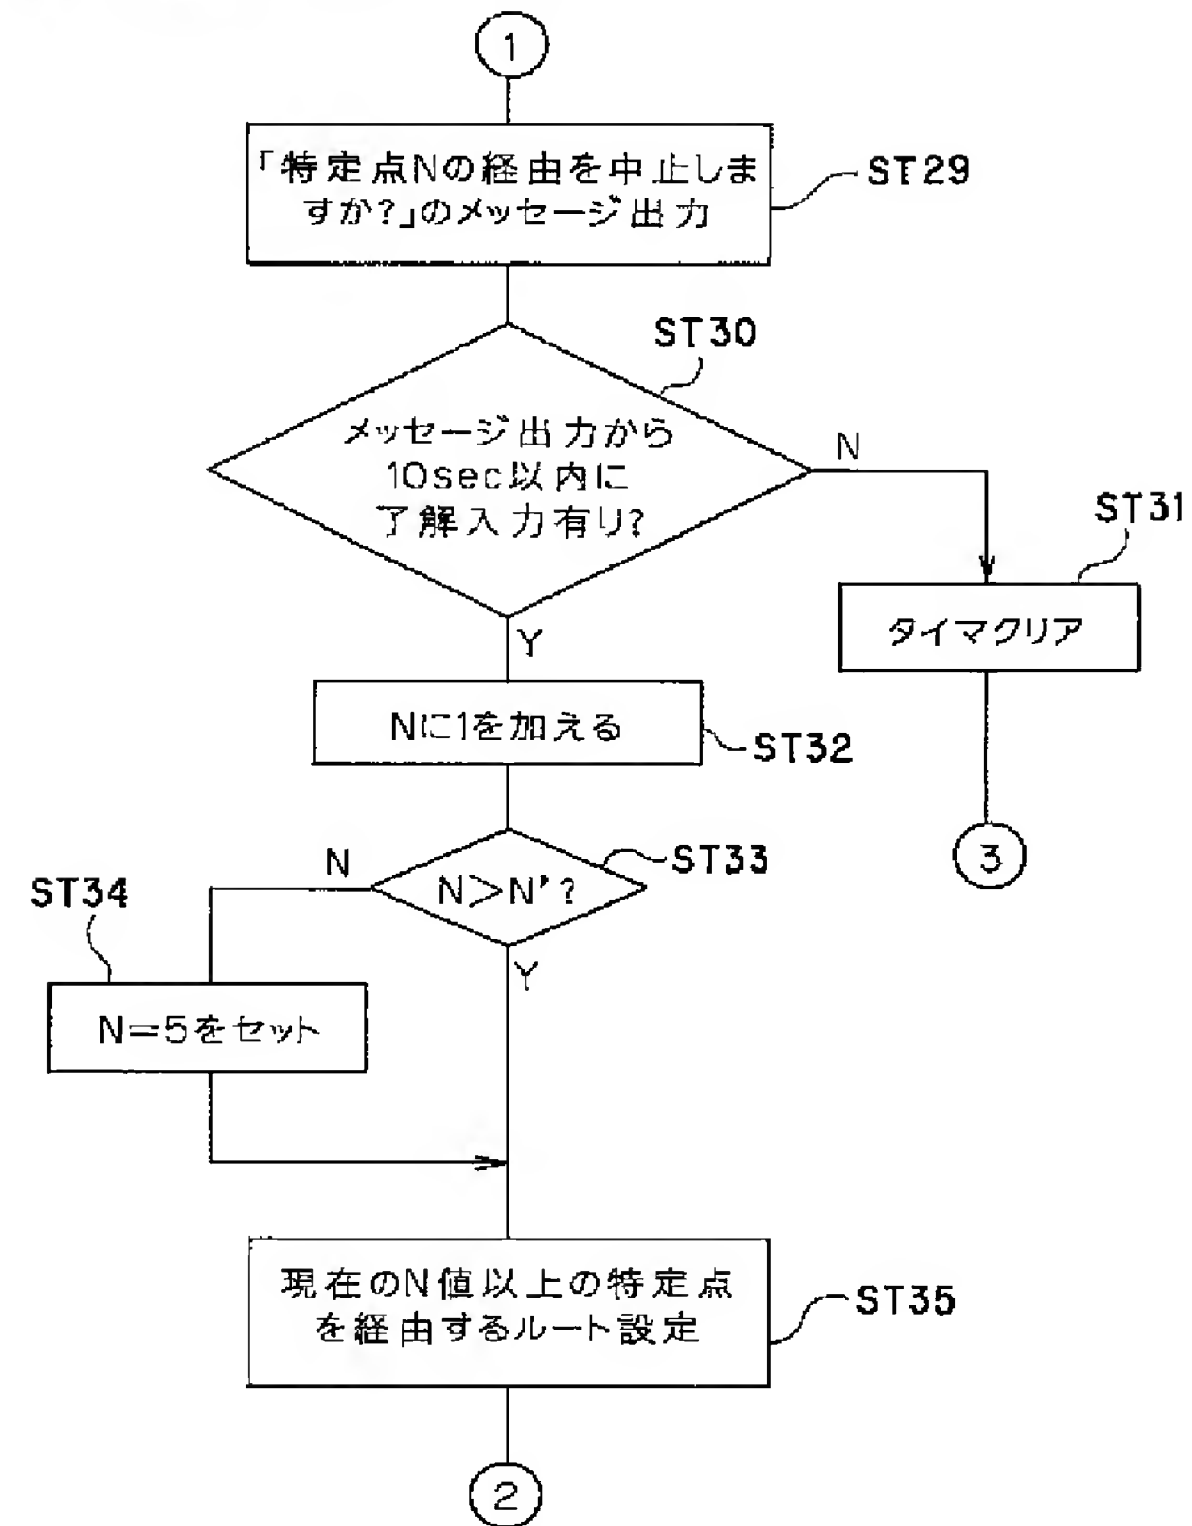 1
「特定点Nの経由を中止しま
すか?」のメッセージ出力
ST29
ST30
メッセージ出力から
10sec以内に
了解入力有り?
N
ST31
タイマクリア
Y
Nに1を加える
ST32
3
ST33
N
N>N'?
ST34
Y
N=5をセット
現在のN値以上の特定点
を経由するルート設定
ST35
2